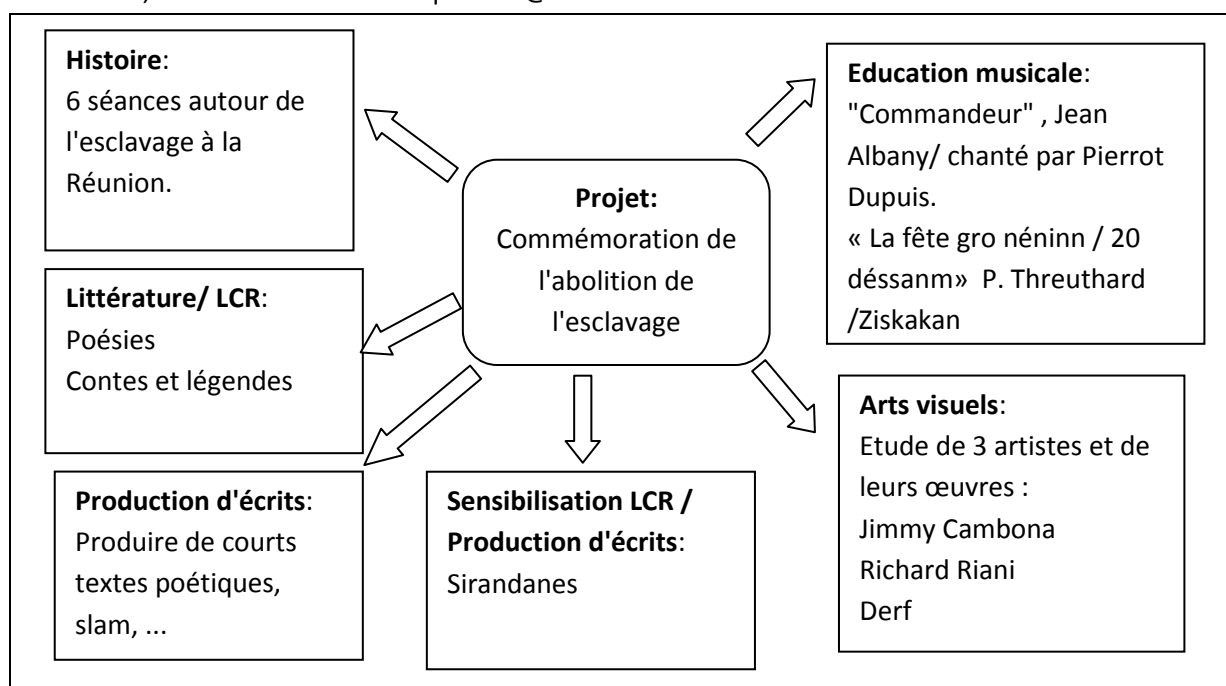 Histoire:
6 séances autour de
l'esclavage à la
Réunion.
Littérature/ LCR:
Poésies
Contes et légendes
Production d'écrits:
Produire de courts
textes poétiques,
slam, ...
Projet:
Commémoration de
l'abolition de
l'esclavage
Sensibilisation LCR /
Production d'écrits:
Sirandanes
Education musicale:
"Commandeur" , Jean
Albany/ chanté par Pierrot
Dupuis.
« La fête gro néninn / 20
déssanm» P. Threuthard
/Ziskakan
Arts visuels:
Etude de 3 artistes et de
leurs œuvres :
Jimmy Cambona
Richard Riani
Derf